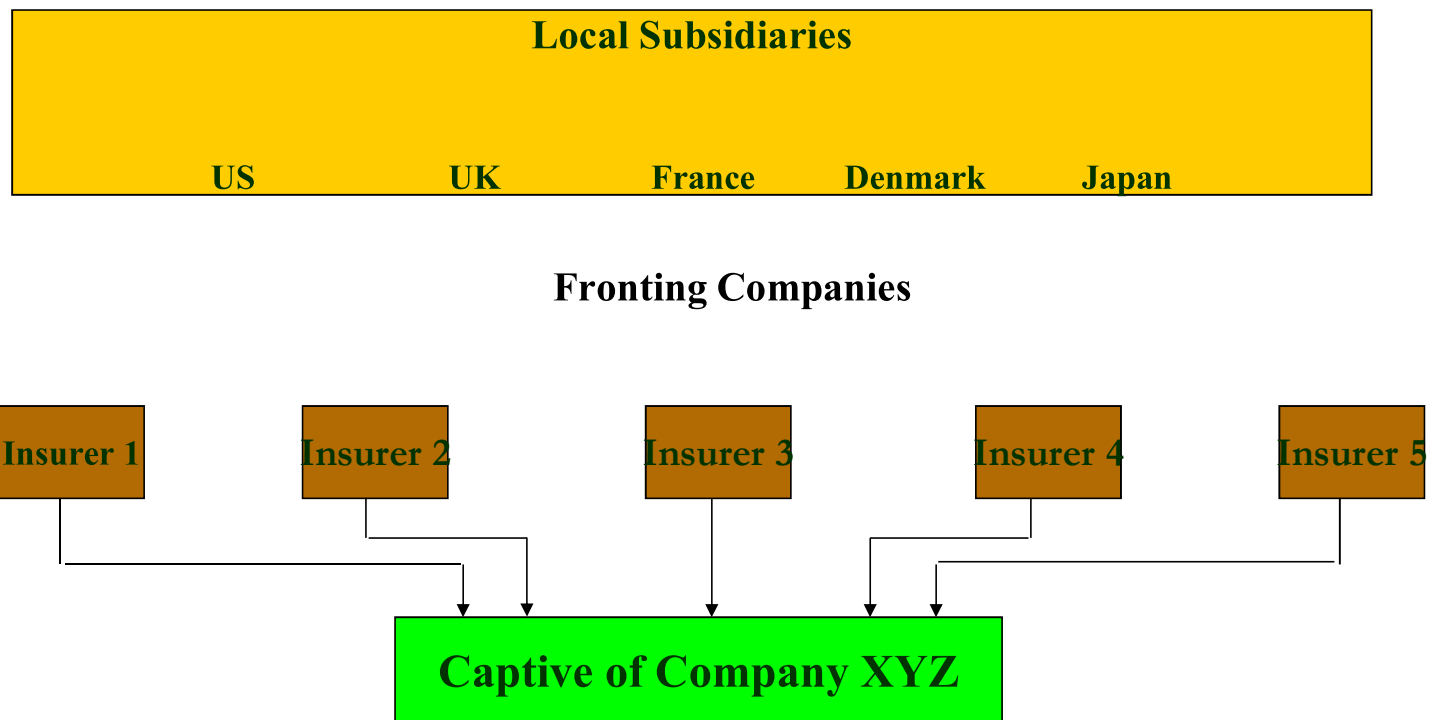 Local Subsidiaries
US UK France Denmark Japan
Fronting Companies
Insurer 1 Insurer 2 Insurer 3 Insurer 4 Insurer 5
Captive of Company XYZ